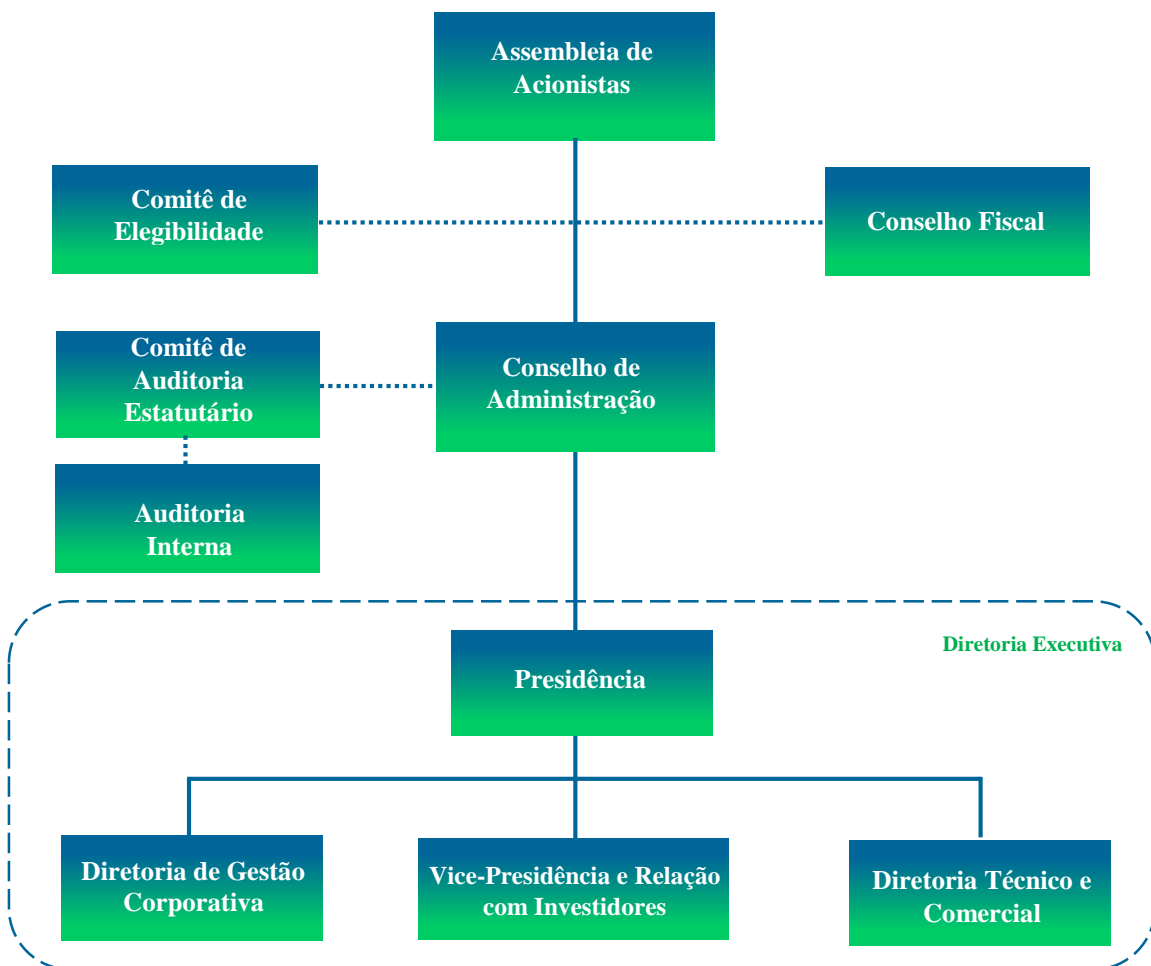 Assembleia de
Acionistas
Comitê de
Elegibilidade
Conselho Fiscal
Comitê de
Auditoria
Estatutário
Conselho de
Administração
Auditoria
Interna
Diretoria Executiva
Presidência
Diretoria de Gestão
Corporativa
Vice-Presidência e Relação
com Investidores
Diretoria Técnico e
Comercial